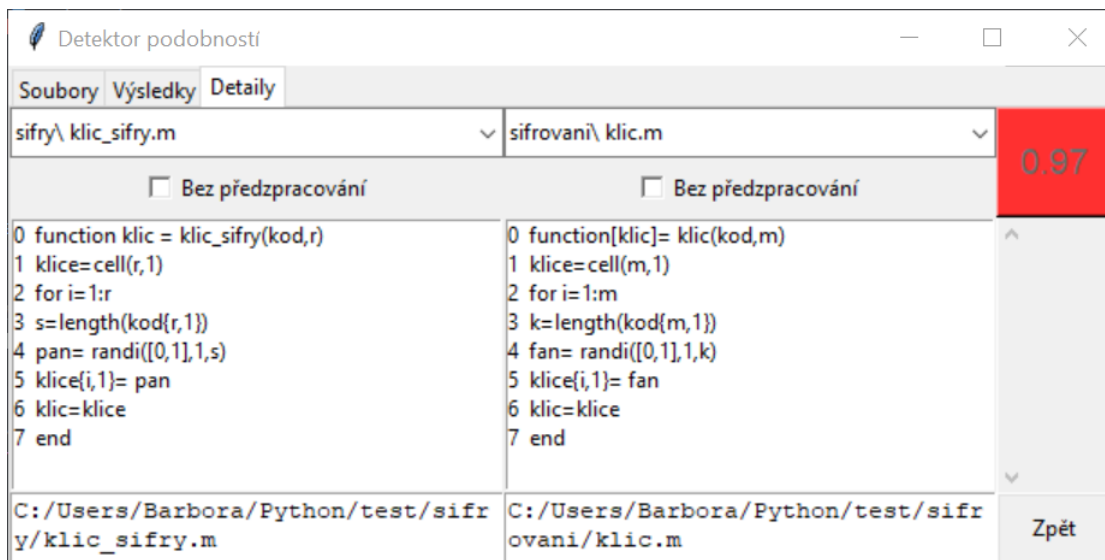 Detektor podobností
Soubory Výsledky Detaily
sifry\ klic_sifry.m
sifrovani\ klic.m
0.97
Bez předzpracování
Bez předzpracování
0 function klic = klic_sifry(kod,r)
1 klice=cell(r,1)
2 for i=1:r
3 s=length(kod{r,1})
4 pan= randi([0,1],1,s)
5 klice{i,1}= pan
6 klic=klice
7 end
0 function[klic]= klic(kod,m)
1 klice=cell(m,1)
2 for i=1:m
3 k=length(kod{m,1})
4 fan= randi([0,1],1,k)
5 klice{i,1}= fan
6 klic=klice
7 end
C:/Users/Barbora/Python/test/sifr
y/klic_sifry.m
C:/Users/Barbora/Python/test/sifr
ovani/klic.m
Zpět